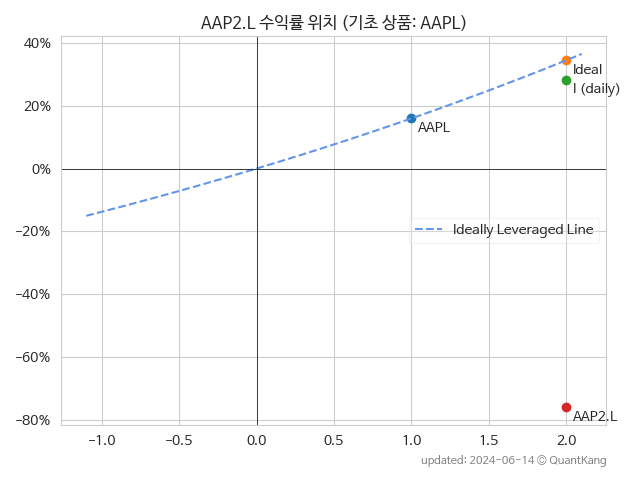 AAP2.L 수익률 위치 (기초 상품: AAPL)
40%
20%
0%
−20%
−40%
−60%
−80%
Ideal
I (daily)
AAPL
Ideally Leveraged Line
AAP2.L
−1.0 −0.5 0.0 0.5 1.0 1.5 2.0
updated: 2024-06-14 © QuantKang